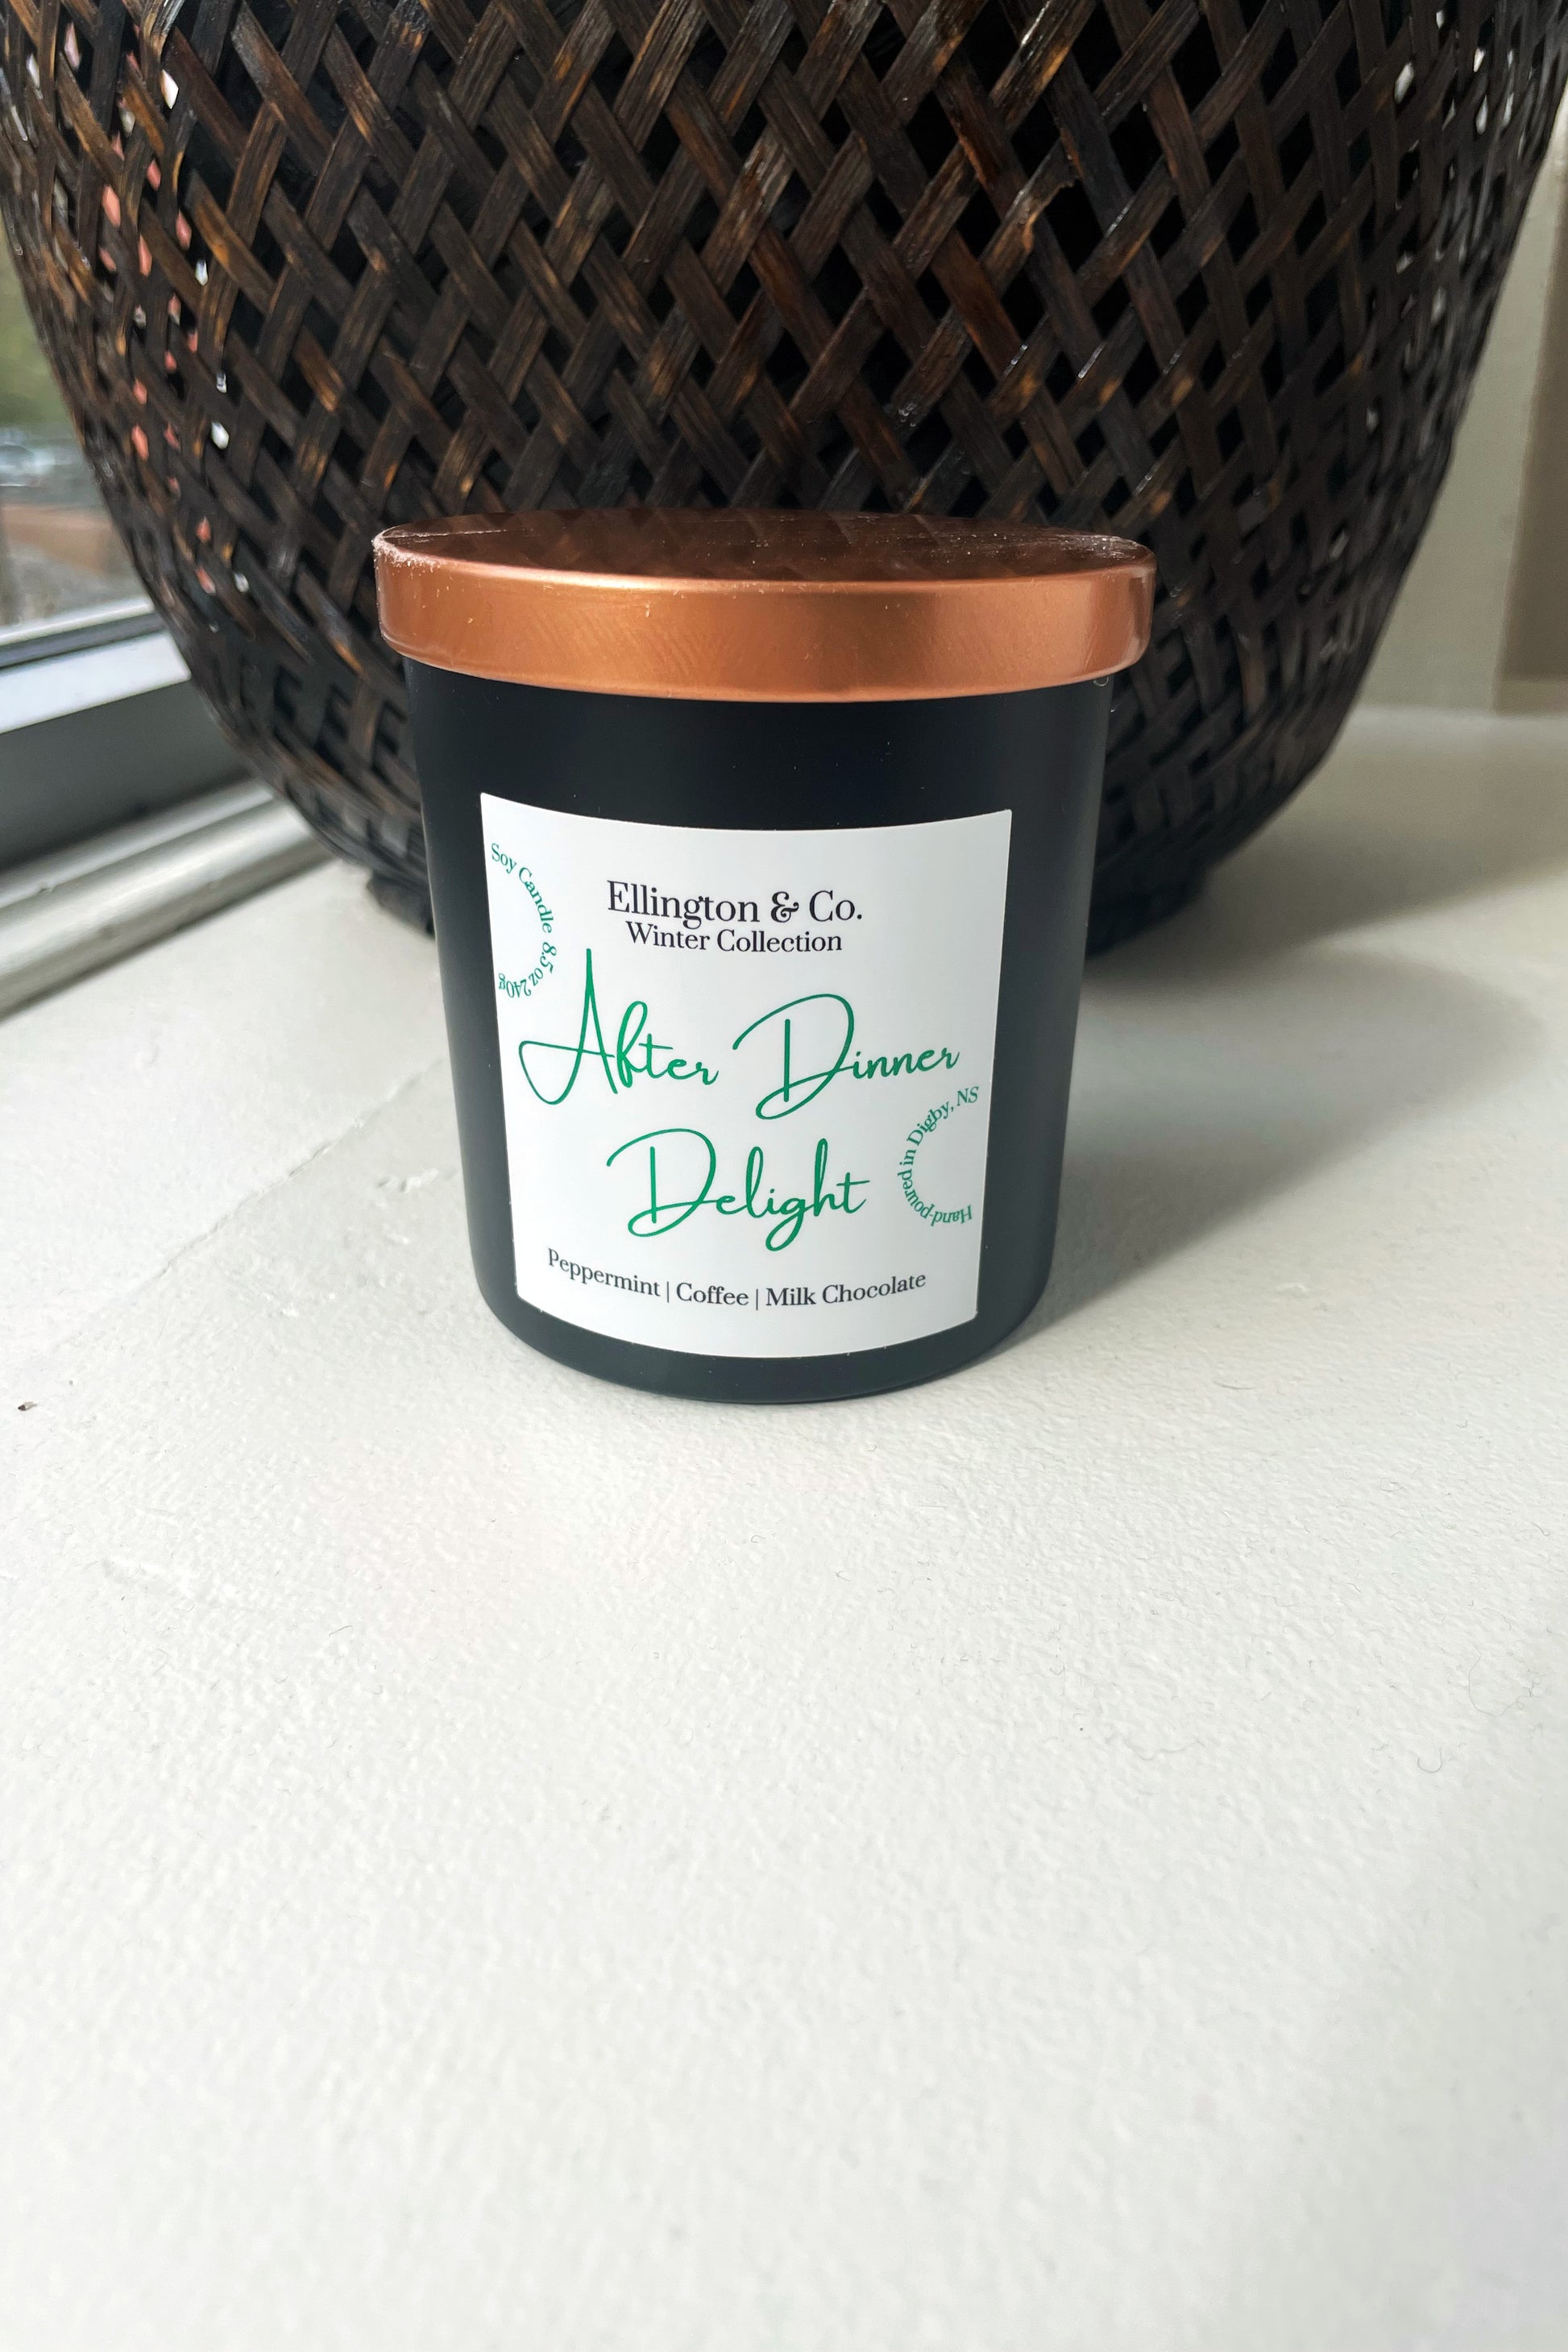 Ellington & Co.
Winter Collection
Soy Candle 8.5 oz 240g
After Dinner
Delight
Hand-poured in Digby, NS
Peppermint | Coffee | Milk Chocolate